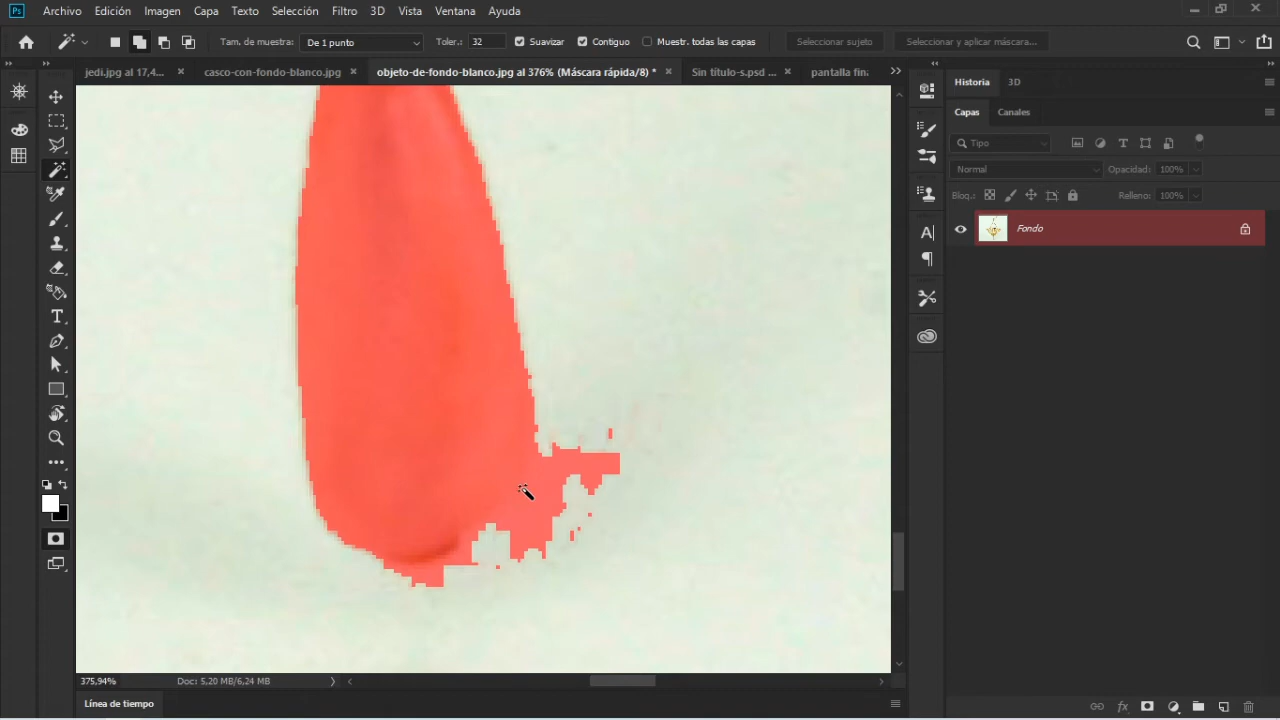 Ps Archivo Edición Imagen Capa Texto Selección Filtro 3D Vista Ventana Ayuda
Tam. de muestra: De 1 punto Toler.: 32 Suavizar Contiguo Muestr. todas las capas Seleccionar sujeto Seleccionar y aplicar máscara...
jedi.jpg al 17,4... × casco-con-fondo-blanco.jpg × objeto-de-fondo-blanco.jpg al 376% (Máscara rápida/8) * × Sin título-s.psd ... × pantalla fin
Historia 3D
Capas Canales
Tipo
Normal Opacidad: 100%
Bloq.: Relleno: 100%
Fondo
375,94% Doc: 5,20 MB/6,24 MB
Línea de tiempo